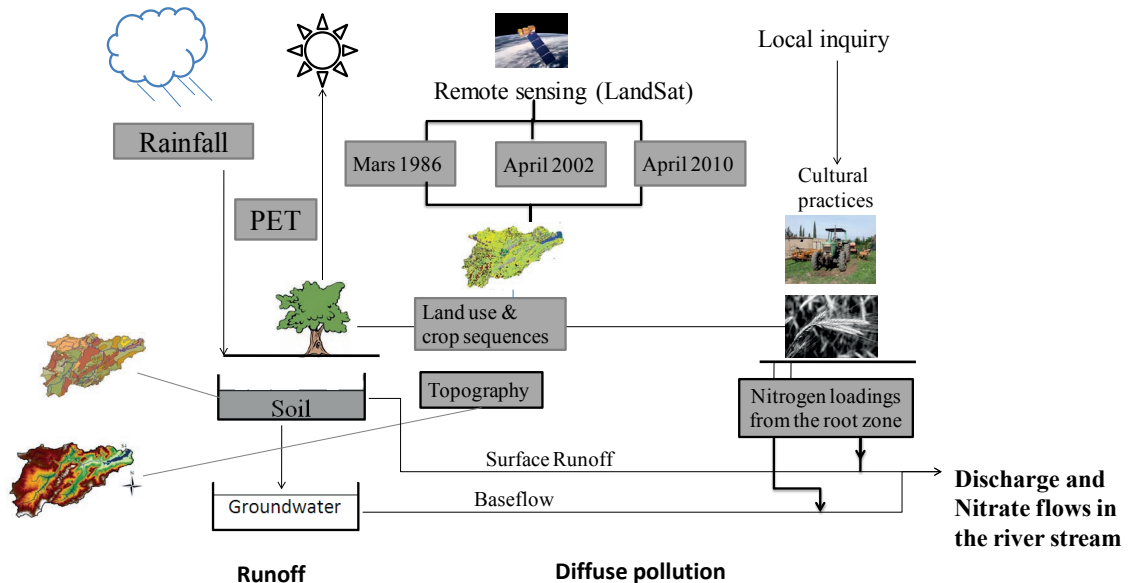 Local inquiry
Remote sensing (LandSat)
Rainfall
Mars 1986
April 2002
April 2010
Cultural
practices
PET
Land use &
crop sequences
Topography
Soil
Nitrogen loadings
from the root zone
Surface Runoff
Baseflow
Groundwater
Discharge and
Nitrate flows in
the river stream
Runoff
Diffuse pollution